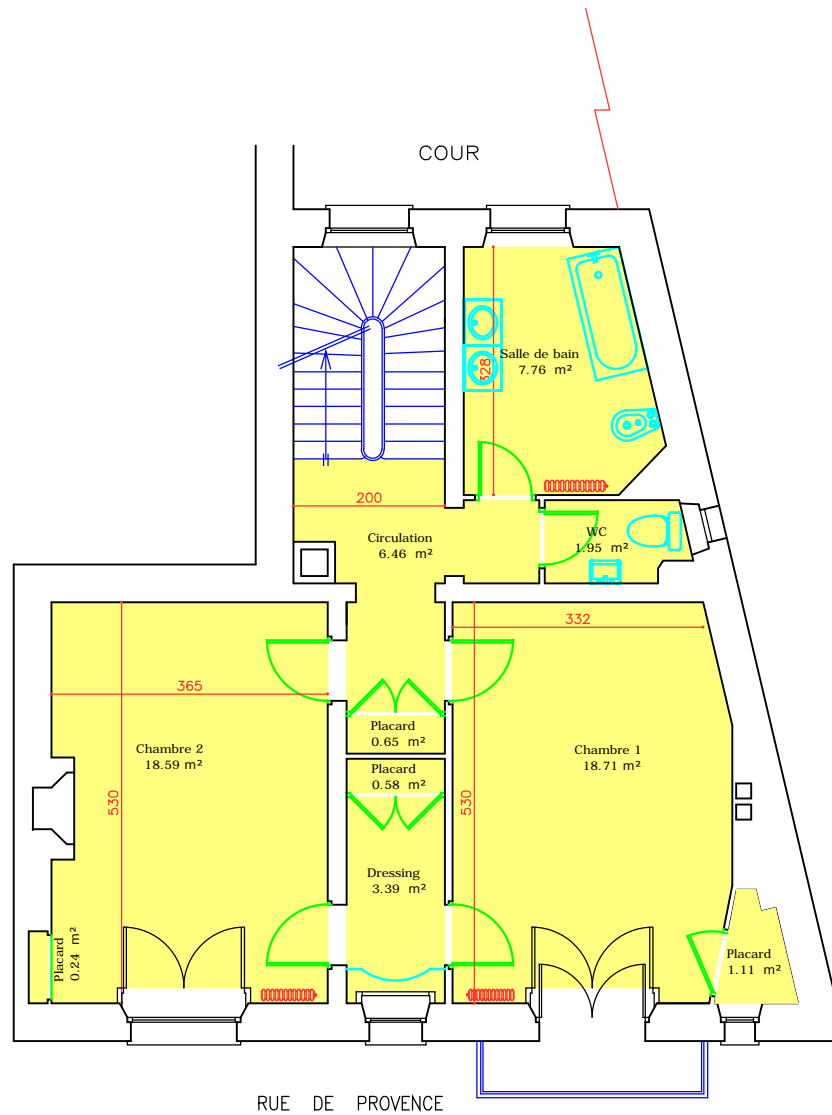 COUR
Salle de bain
7.76 m²
328
200
Circulation
6.46 m²
WC
1.95 m²
332
365
Placard
0.65 m²
Chambre 2
18.59 m²
Chambre 1
18.71 m²
Placard
0.58 m²
530
530
Dressing
3.39 m²
Placard
0.24 m²
Placard
1.11 m²
RUE DE PROVENCE